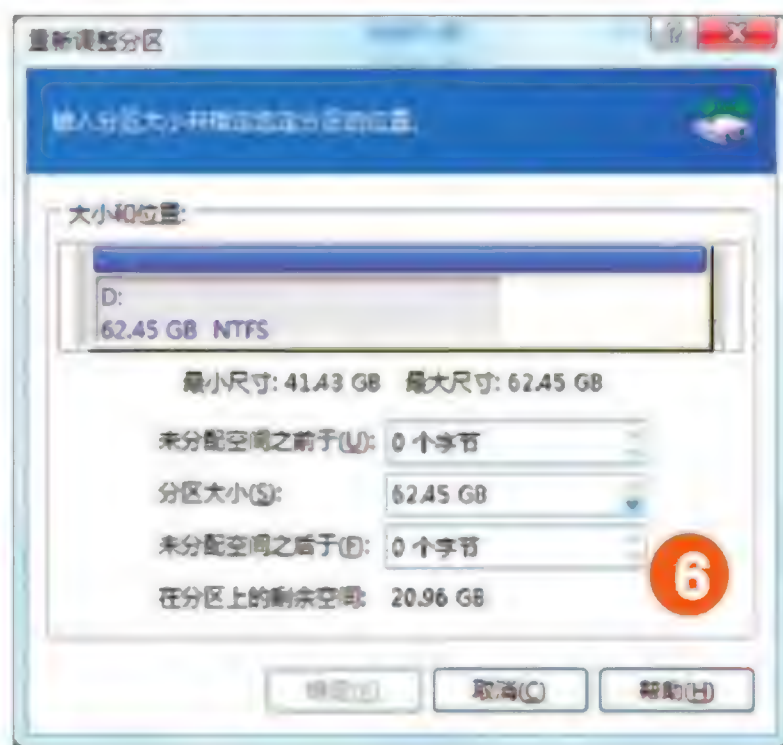 重新调整分区
输入分区大小并指定选定分区的位置.
大小和位置:
D:
62.45 GB NTFS
最小尺寸: 41.43 GB 最大尺寸: 62.45 GB
未分配空间之前于(U): 0 个字节
分区大小(S): 62.45 GB
未分配空间之后于(F): 0 个字节
6
在分区上的剩余空间: 20.96 GB
取消(C) 帮助(H)